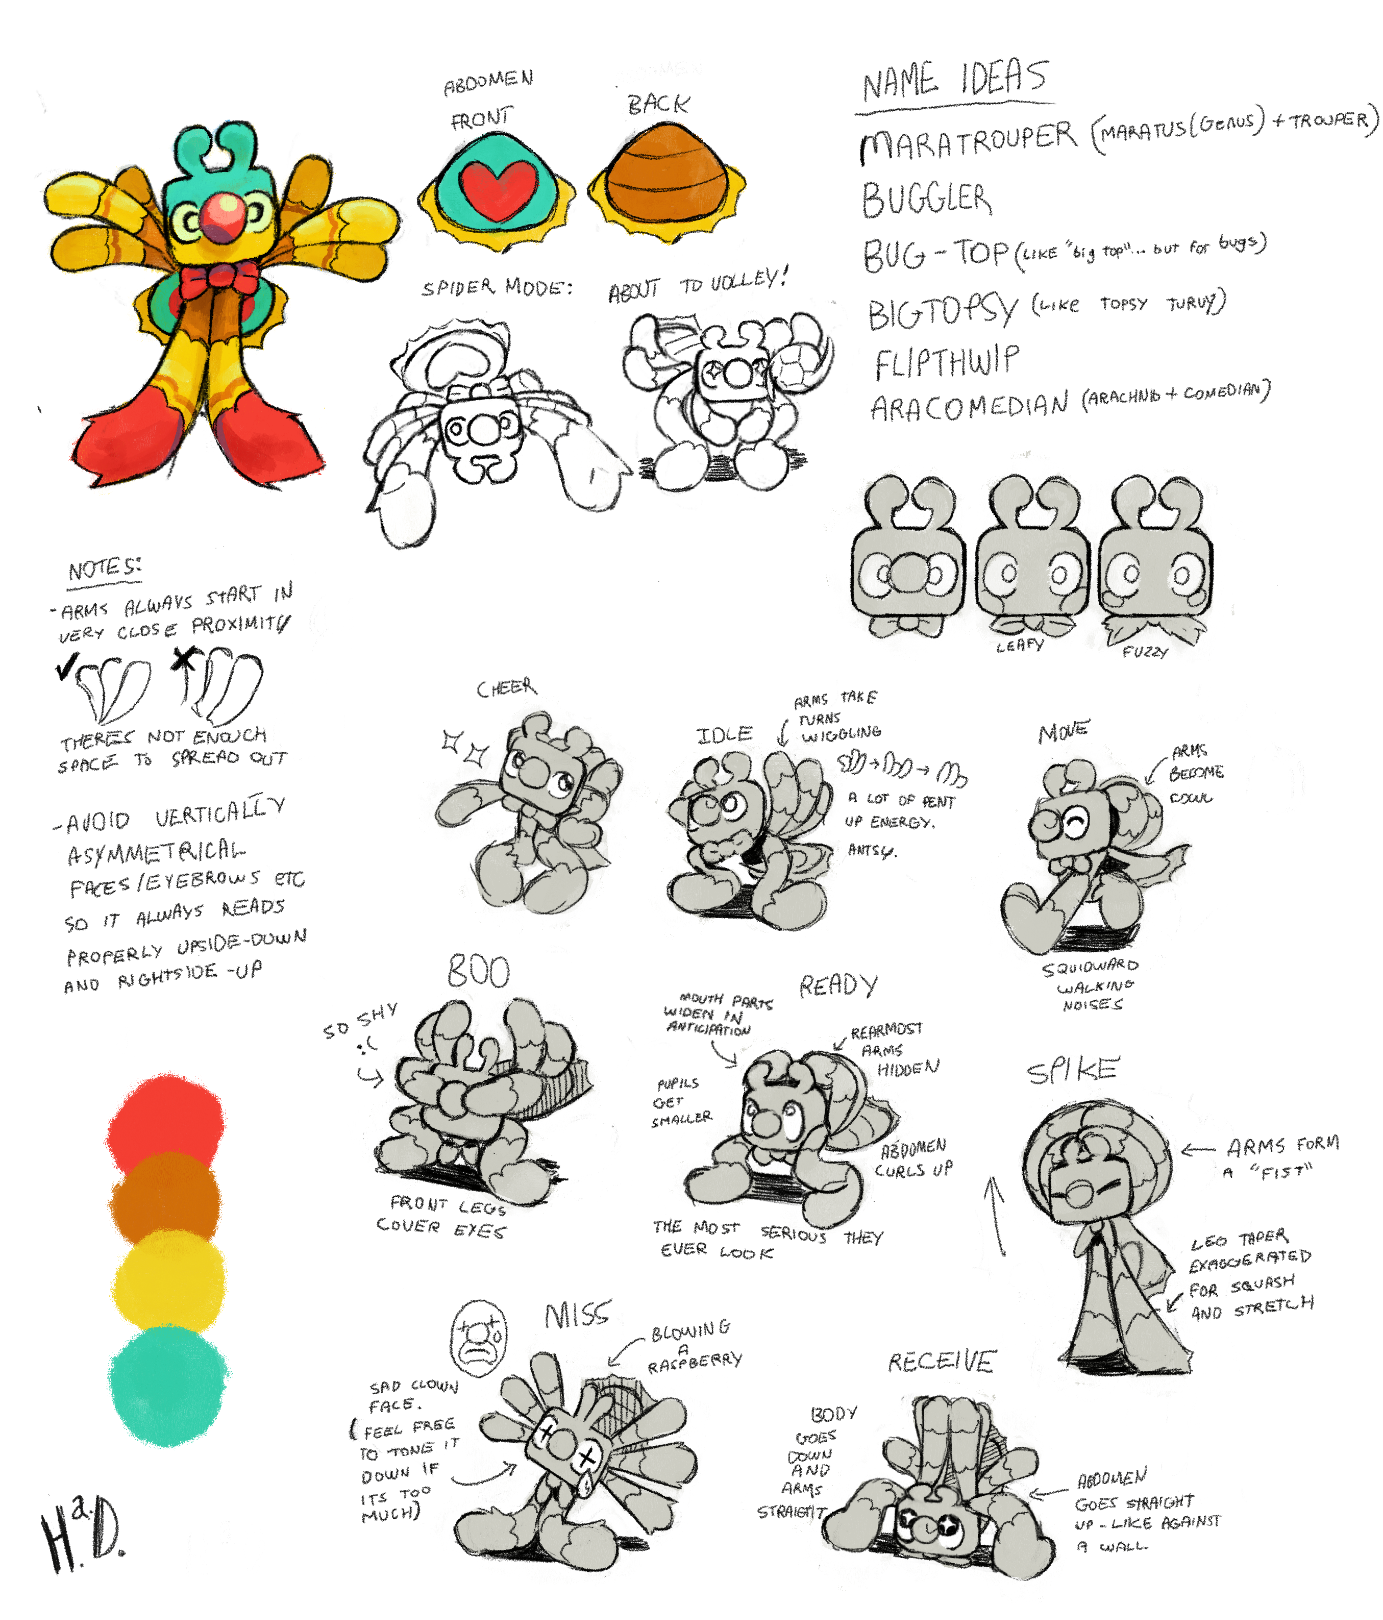 ABDOMEN
FRONT
BACK
SPIDER MODE:
ABOUT TO VOLLEY!
NAME IDEAS
MARATROUPER (MARATUS (GENUS) + TROUPER)
BUGGLER
BUG-TOP (LIKE "big top"... but for bugs)
BIGTOPSY (LIKE TOPSY TURVY)
FLIPTHWIP
ARACOMEDIAN (ARACHNID + COMEDIAN)
LEAFY
FUZZY
NOTES:
-ARMS ALWAYS START IN
VERY CLOSE PROXIMITY
THERES NOT ENOUGH
SPACE TO SPREAD OUT
-AVOID VERTICALLY
ASYMMETRICAL
FACES/EYEBROWS ETC
SO IT ALWAYS READS
PROPERLY UPSIDE-DOWN
AND RIGHTSIDE-UP
CHEER
IDLE
ARMS TAKE
TURNS
WIGGLING
A LOT OF PENT
UP ENERGY.
ANTSY.
MOVE
ARMS
BECOME
COWL
SQUIDWARD
WALKING
NOISES
BOO
SO SHY
:(
FRONT LEGS
COVER EYES
READY
MOUTH PARTS
WIDEN IN
ANTICIPATION
REARMOST
ARMS
HIDDEN
PUPILS
GET
SMALLER
ABDOMEN
CURLS UP
THE MOST SERIOUS THEY
EVER LOOK
SPIKE
ARMS FORM
A "FIST"
LEG TAPER
EXAGGERATED
FOR SQUASH
AND STRETCH
MISS
BLOWING
A
RASPBERRY
SAD CLOWN
FACE.
(FEEL FREE
TO TONE IT
DOWN IF
ITS TOO
MUCH)
RECEIVE
BODY
GOES
DOWN
AND
ARMS
STRAIGHT
ABDOMEN
GOES STRAIGHT
UP - LIKE AGAINST
A WALL
HaD.